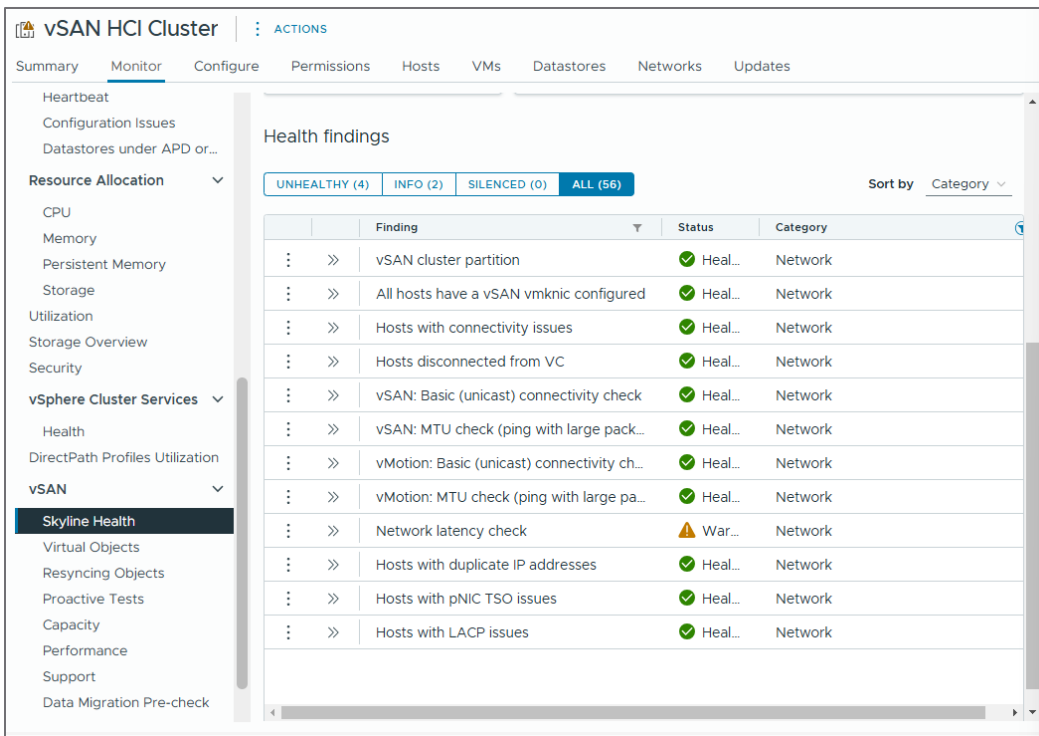 vSAN HCI Cluster
ACTIONS
Summary Monitor Configure Permissions Hosts VMs Datastores Networks Updates
Heartbeat
Configuration Issues
Datastores under APD or...
Resource Allocation
CPU
Memory
Persistent Memory
Storage
Utilization
Storage Overview
Security
vSphere Cluster Services
Health
DirectPath Profiles Utilization
vSAN
Skyline Health
Virtual Objects
Resyncing Objects
Proactive Tests
Capacity
Performance
Support
Data Migration Pre-check
Health findings
UNHEALTHY (4) INFO (2) SILENCED (0) ALL (56)
Sort by Category
Finding Status Category
vSAN cluster partition Heal... Network
All hosts have a vSAN vmknic configured Heal... Network
Hosts with connectivity issues Heal... Network
Hosts disconnected from VC Heal... Network
vSAN: Basic (unicast) connectivity check Heal... Network
vSAN: MTU check (ping with large pack... Heal... Network
vMotion: Basic (unicast) connectivity ch... Heal... Network
vMotion: MTU check (ping with large pa... Heal... Network
Network latency check War... Network
Hosts with duplicate IP addresses Heal... Network
Hosts with pNIC TSO issues Heal... Network
Hosts with LACP issues Heal... Network